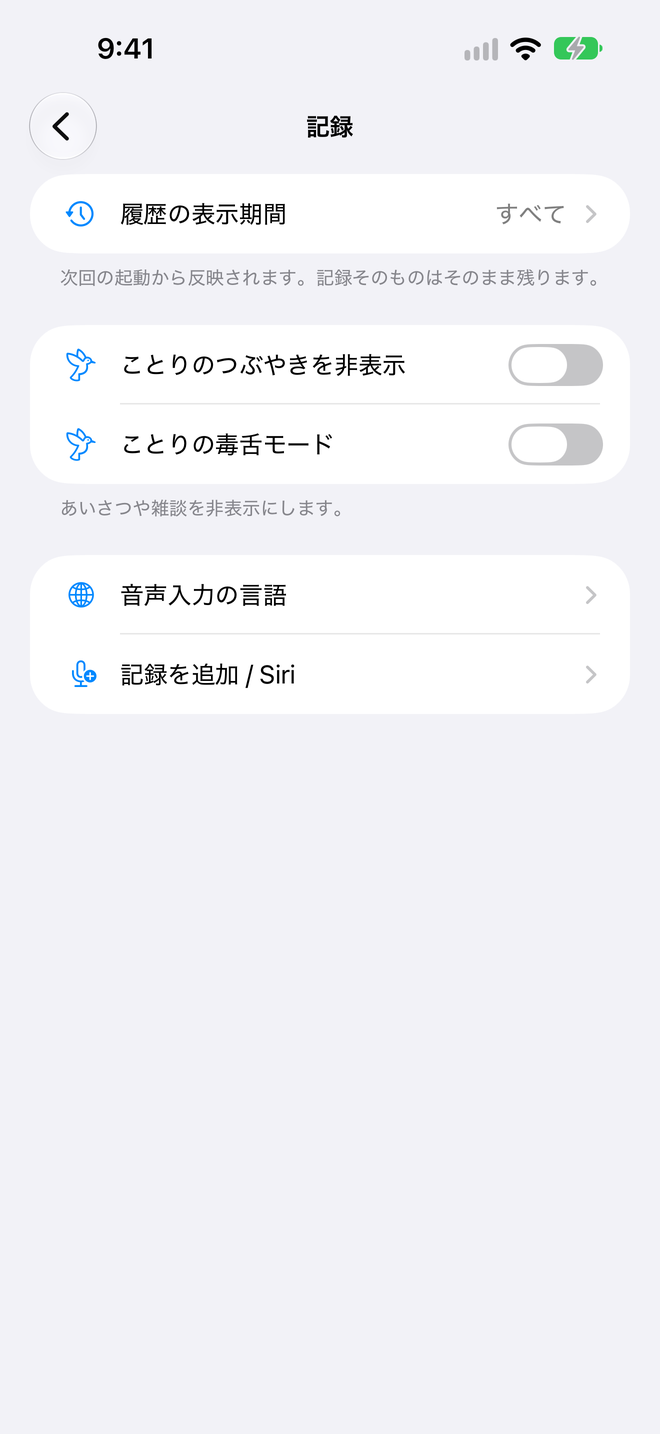 9:41
記録
履歴の表示期間 すべて
次回の起動から反映されます。記録そのものはそのまま残ります。
ことりのつぶやきを非表示
ことりの毒舌モード
あいさつや雑談を非表示にします。
音声入力の言語
記録を追加 / Siri